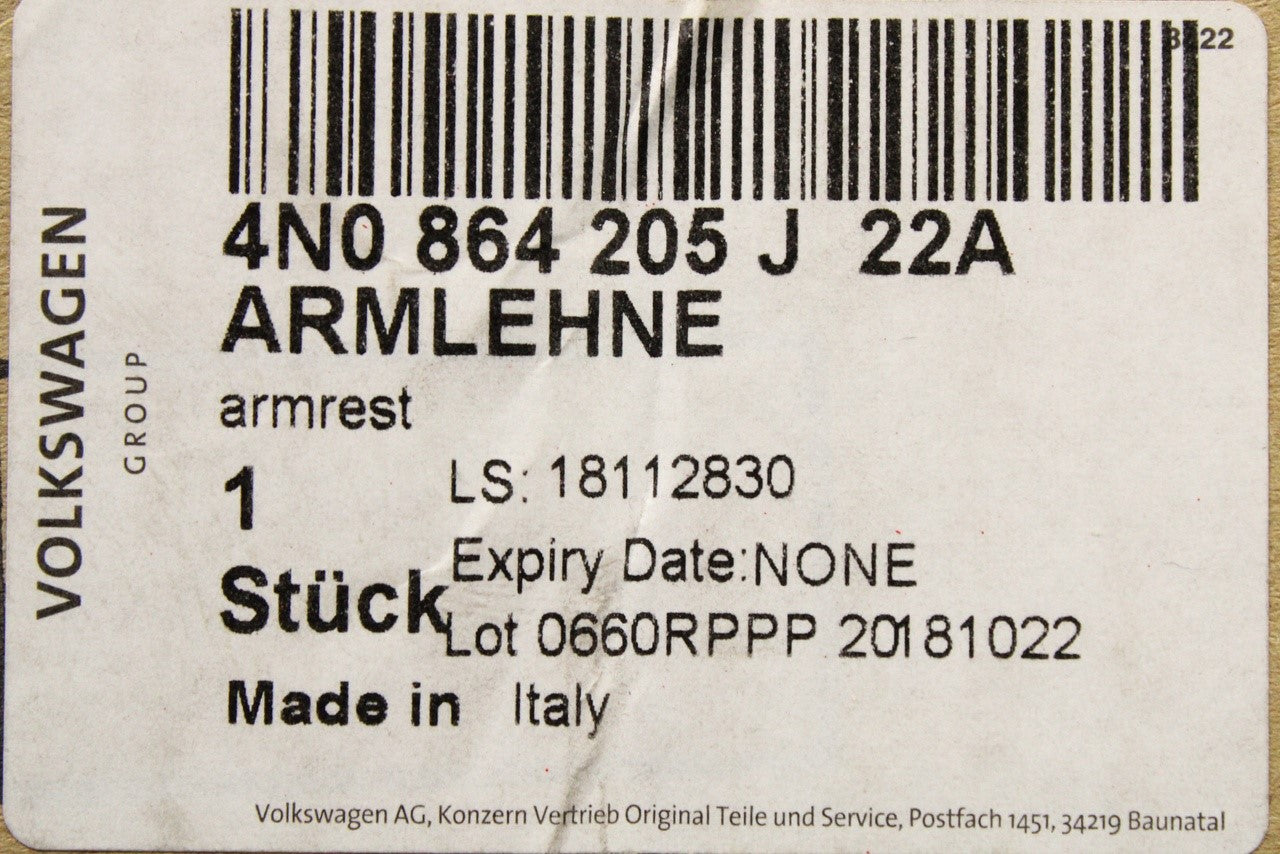 VOLKSWAGEN
GROUP
4N0 864 205 J 22A
ARMLEHNE
armrest
1
LS: 18112830
Expiry Date:NONE
Stück
Lot 0660RPPP 20181022
Made in Italy
Volkswagen AG, Konzern Vertrieb Original Teile und Service, Postfach 1451, 34219 Baunatal